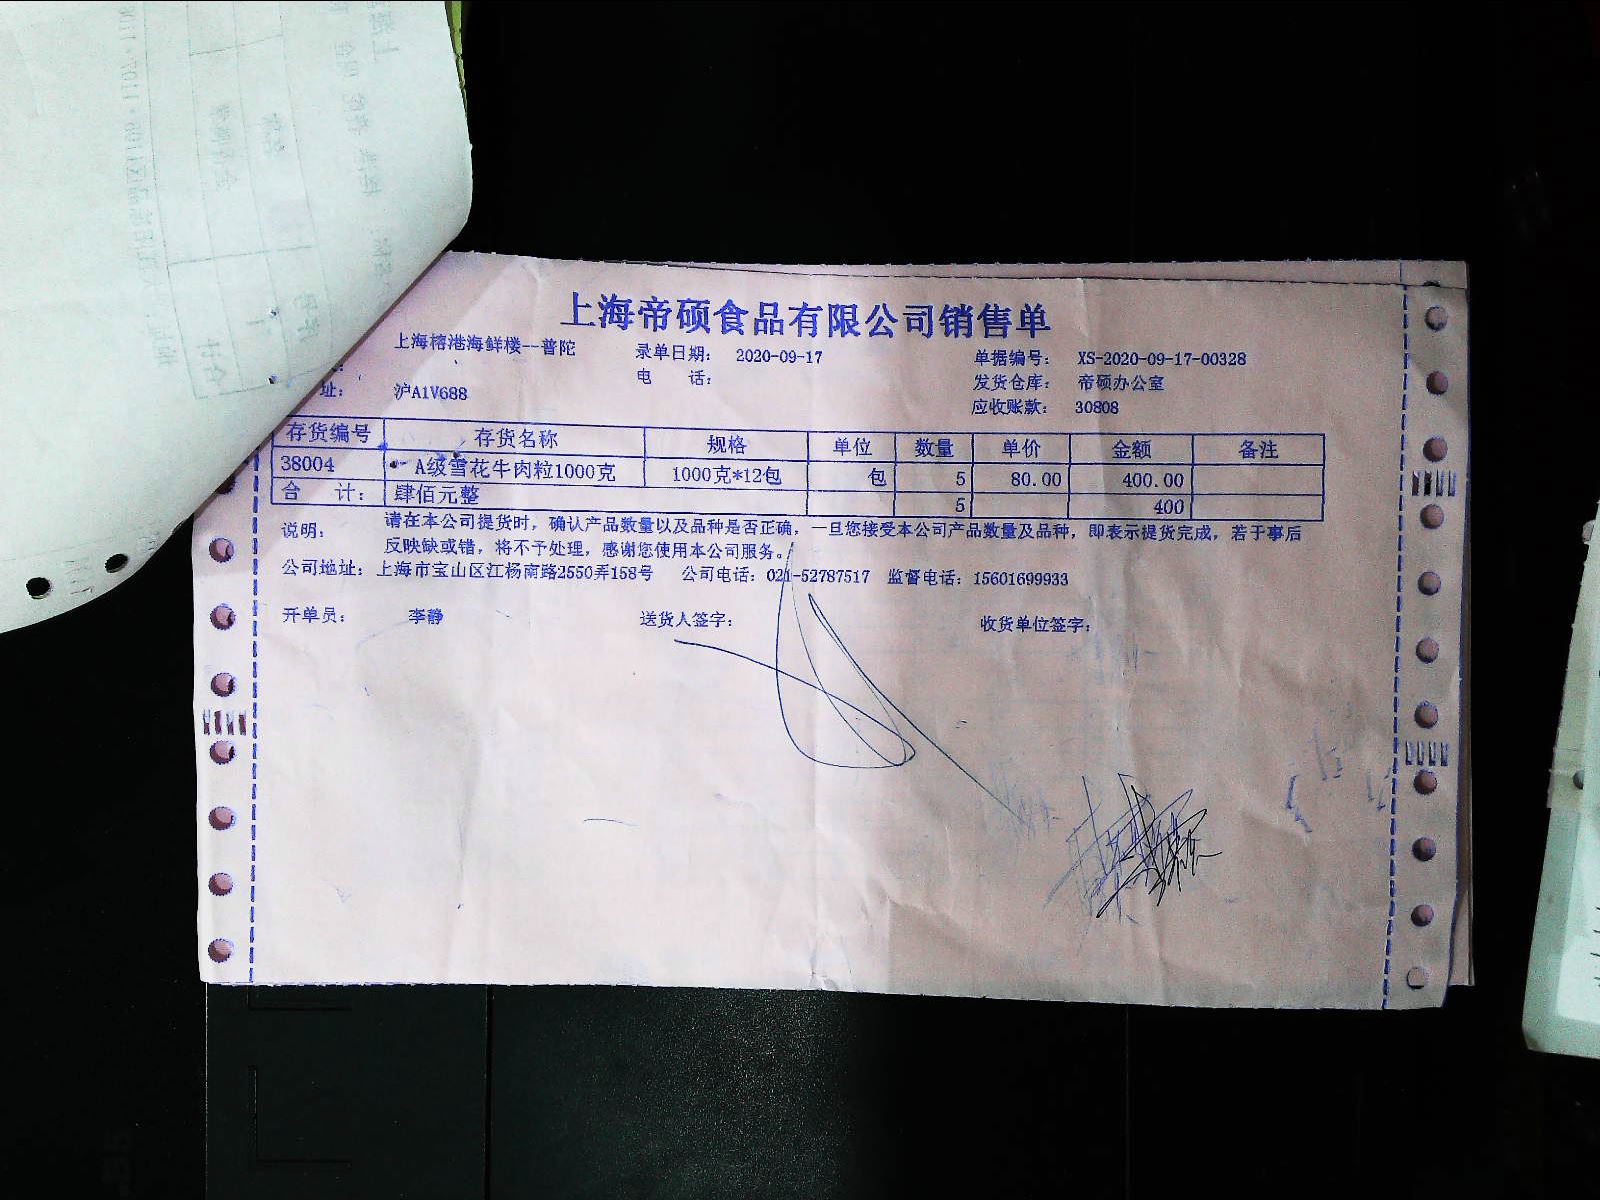 上海帝硕食品有限公司销售单
上海榕港海鲜楼--普陀 录单日期: 2020-09-17 单据编号: XS-2020-09-17-00328
电 话: 发货仓库: 帝硕办公室
址: 沪A1V688 应收账款: 30808
存货编号 存货名称 规格 单位 数量 单价 金额 备注
38004 A级雪花牛肉粒1000克 1000克*12包 包 5 80.00 400.00
合 计: 肆佰元整 5 400
说明: 请在本公司提货时，确认产品数量以及品种是否正确，一旦您接受本公司产品数量及品种，即表示提货完成，若于事后
反映缺或错，将不予处理，感谢您使用本公司服务。
公司地址: 上海市宝山区江杨南路2550弄158号 公司电话: 021-52787517 监督电话: 15601699933
开单员: 李静 送货人签字: 收货单位签字: